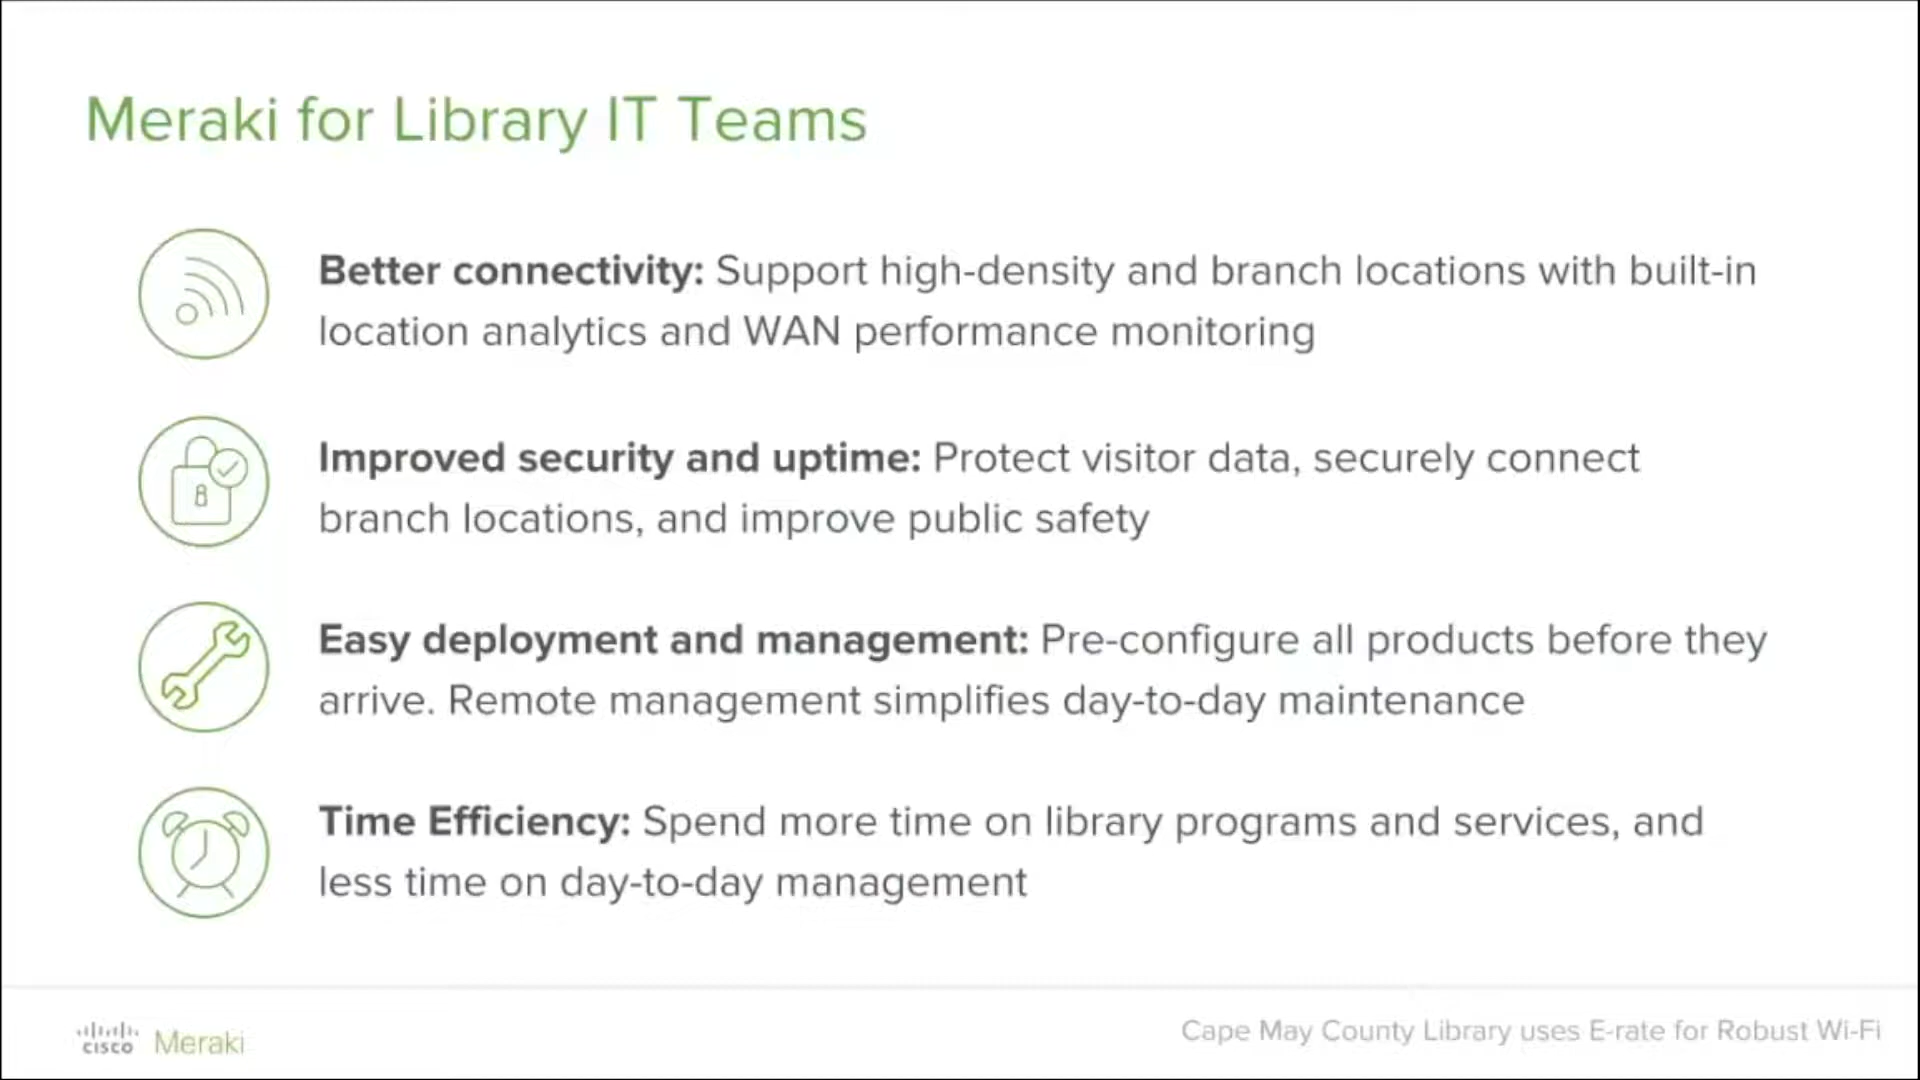 Meraki for Library IT Teams
Better connectivity: Support high-density and branch locations with built-in
location analytics and WAN performance monitoring
Improved security and uptime: Protect visitor data, securely connect
branch locations, and improve public safety
Easy deployment and management: Pre-configure all products before they
arrive. Remote management simplifies day-to-day maintenance
Time Efficiency: Spend more time on library programs and services, and
less time on day-to-day management
CISCO Meraki
Cape May County Library uses E-rate for Robust Wi-Fi